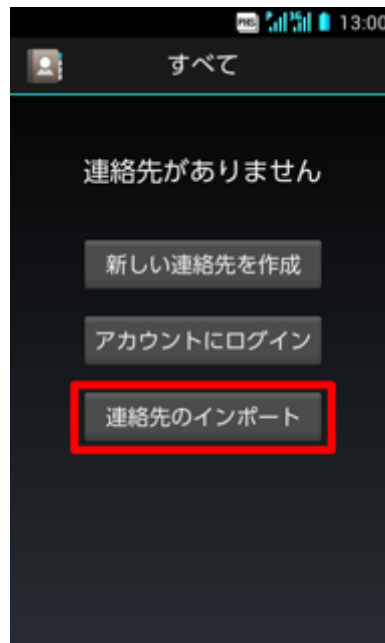 PHS 36 13:00
すべて
連絡先がありません
新しい連絡先を作成
アカウントにログイン
連絡先のインポート